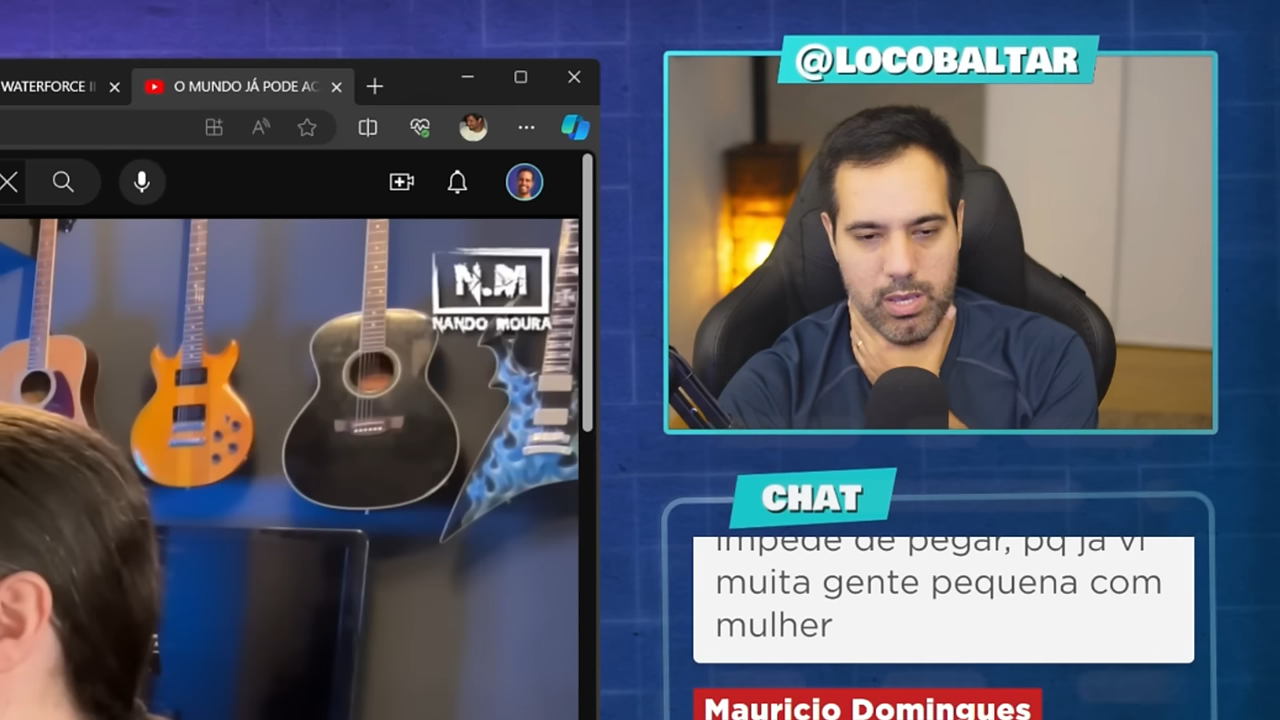 WATERFORCE II
O MUNDO JÁ PODE AC
@LOCOBALTAR
N.M
NANDO MOURA
CHAT
impede de pegar, pq já vi
muita gente pequena com
mulher
Mauricio Domingues